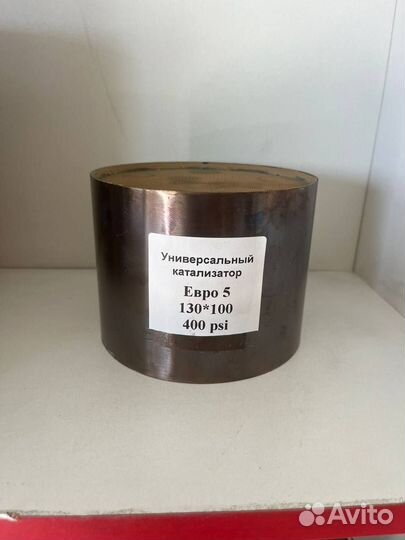 Универсальный
катализатор
Евро 5
130*100
400 psi
Avito